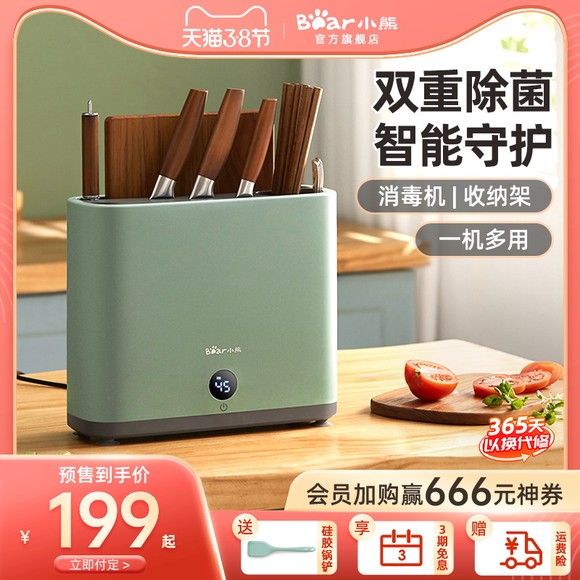 天猫3.8节
Bear小熊
官方旗舰店
双重除菌
智能守护
消毒机 | 收纳架
一机多用
Bear小熊
45
365天
以换代修
预售到手价
¥199起
立即付定 >
会员加购赢666元神券
送
硅胶锅铲
享
3
3期免息
赠
¥
运费险